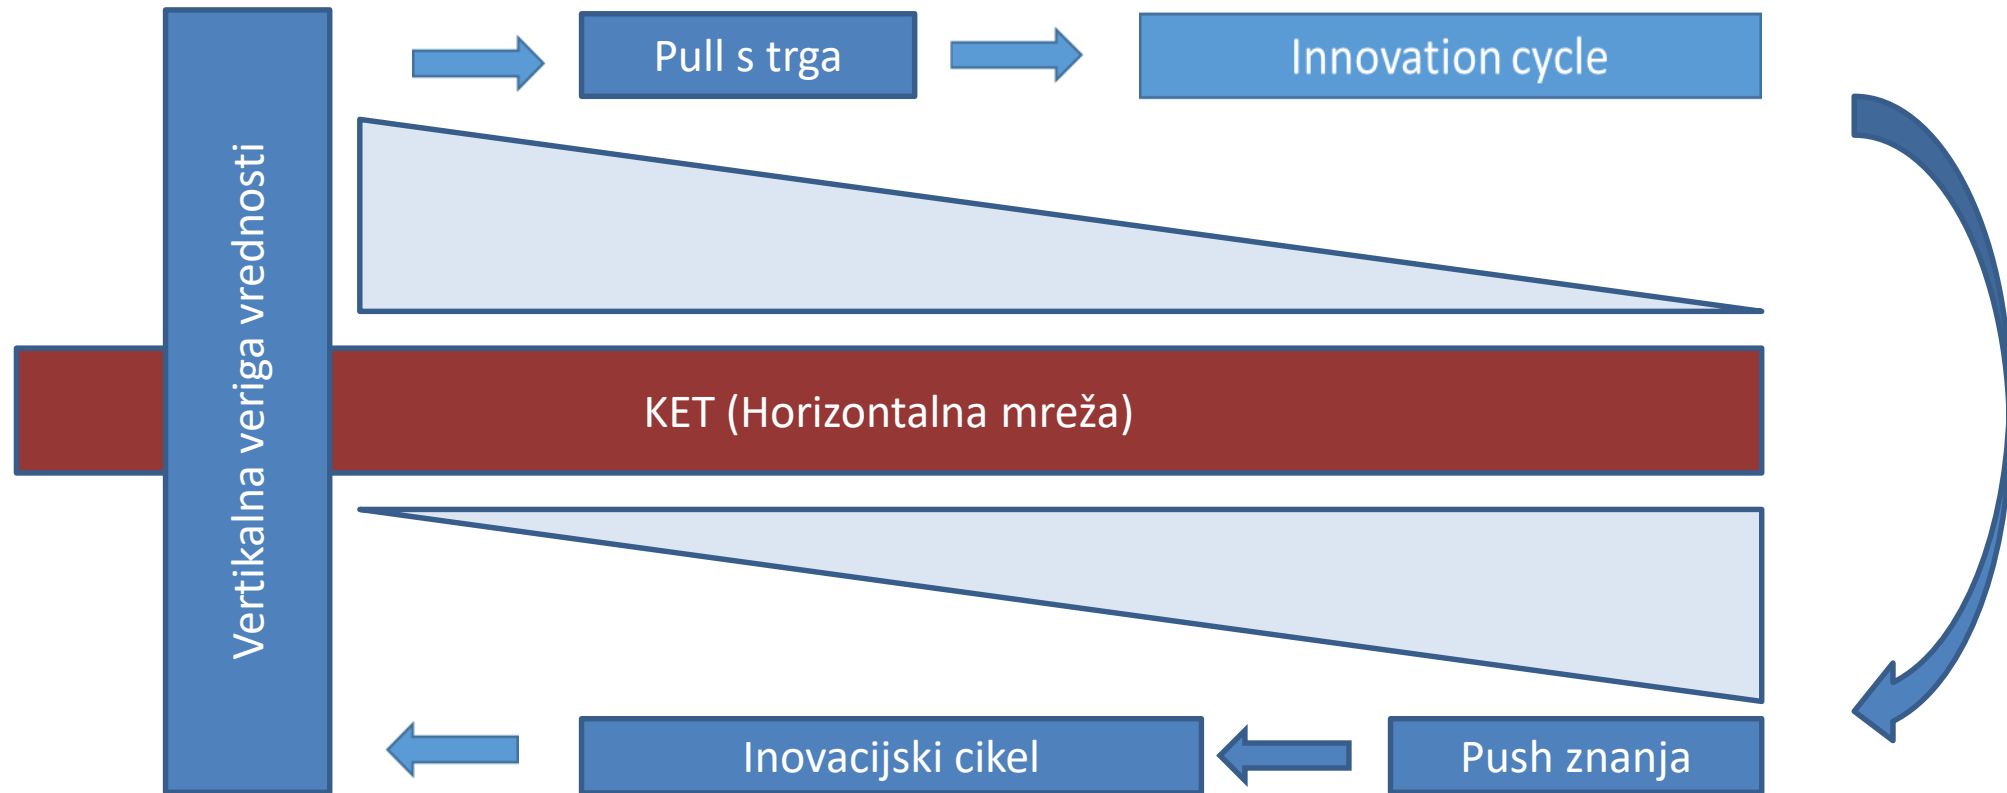 Pull s trga
Innovation cycle
Vertikalna veriga vrednosti
KET (Horizontalna mreža)
Inovacijski cikel
Push znanja